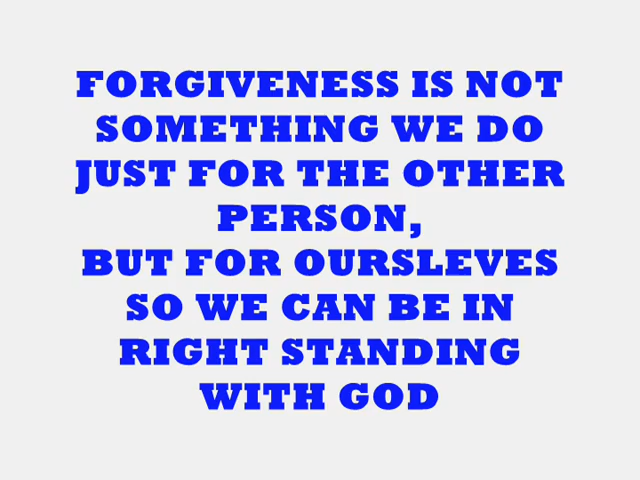 FORGIVENESS IS NOT
SOMETHING WE DO
JUST FOR THE OTHER
PERSON,
BUT FOR OURSLEVES
SO WE CAN BE IN
RIGHT STANDING
WITH GOD